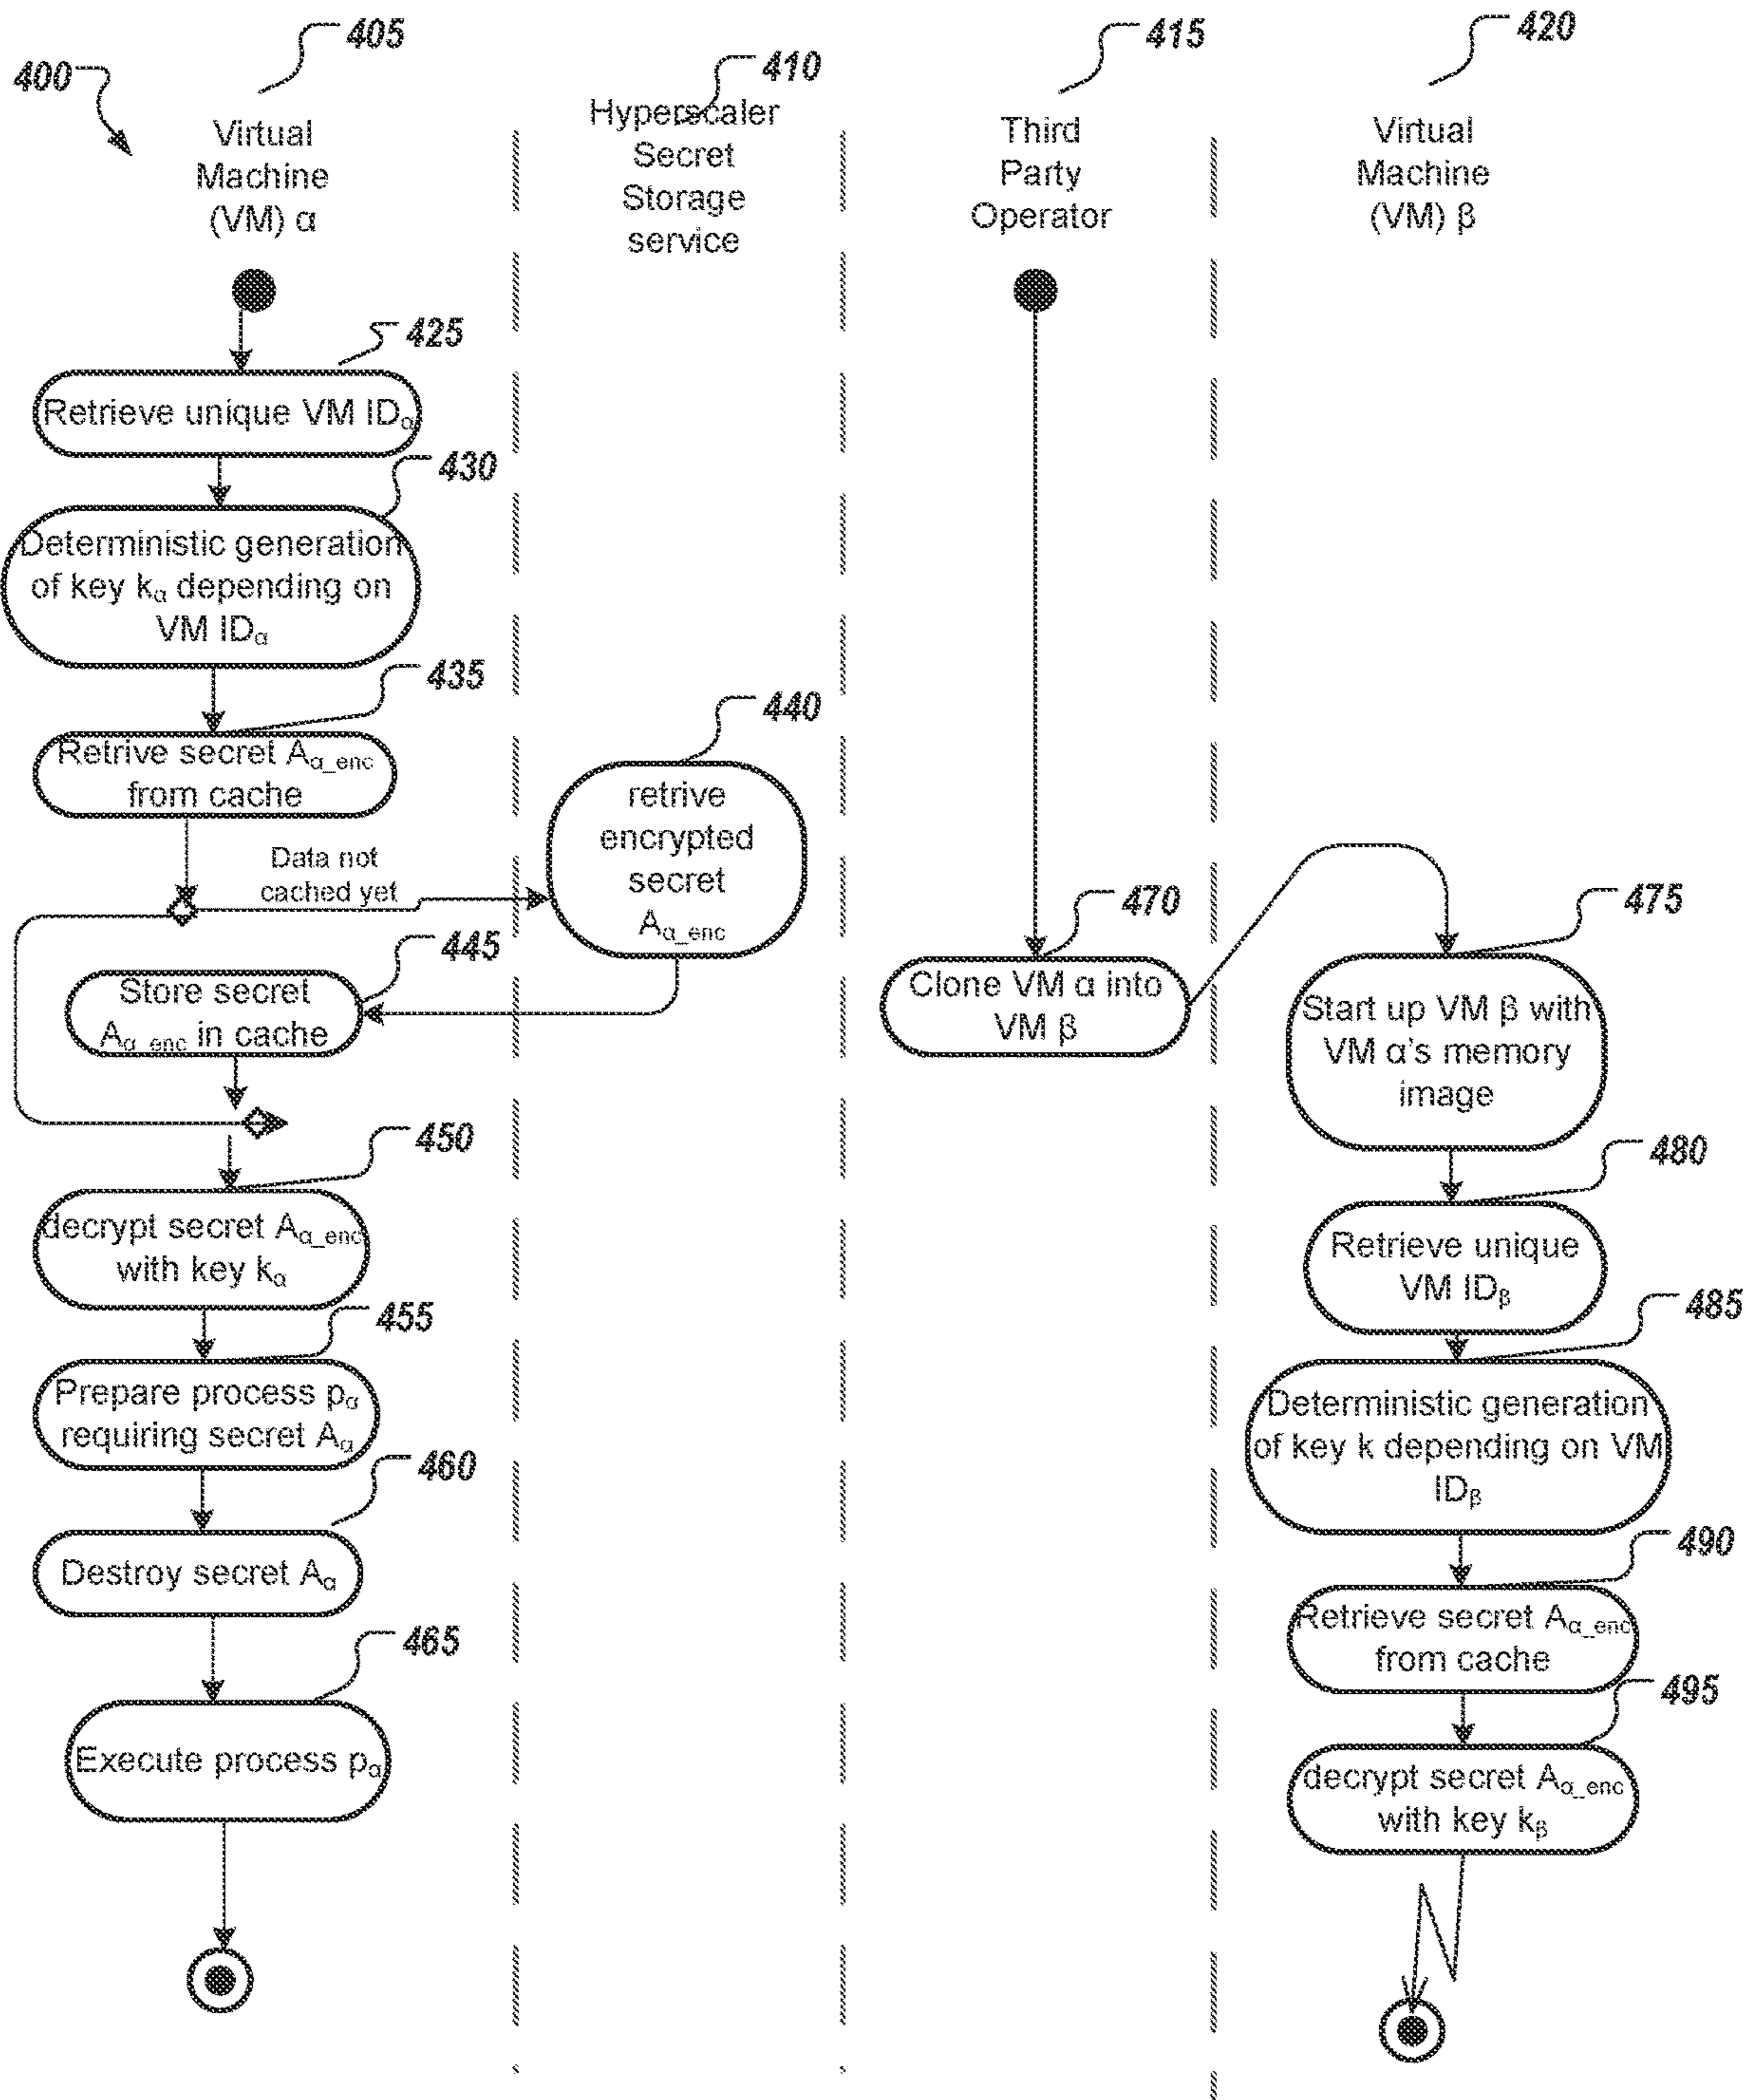 400
405
Virtual
Machine
(VM) α
410
Hyperscaler
Secret
Storage
service
415
Third
Party
Operator
420
Virtual
Machine
(VM) β
425
Retrieve unique VM IDα
430
Deterministic generation
of key kα depending on
VM IDα
435
Retrive secret Aα_enc
from cache
Data not
cached yet
440
retrive
encrypted
secret
Aα_enc
445
Store secret
Aα_enc in cache
450
decrypt secret Aα_enc
with key kα
455
Prepare process pα
requiring secret Aα
460
Destroy secret Aα
465
Execute process pα
470
Clone VM α into
VM β
475
Start up VM β with
VM α's memory
image
480
Retrieve unique
VM IDβ
485
Deterministic generation
of key k depending on VM
IDβ
490
Retrieve secret Aα_enc
from cache
495
decrypt secret Aα_enc
with key kβ